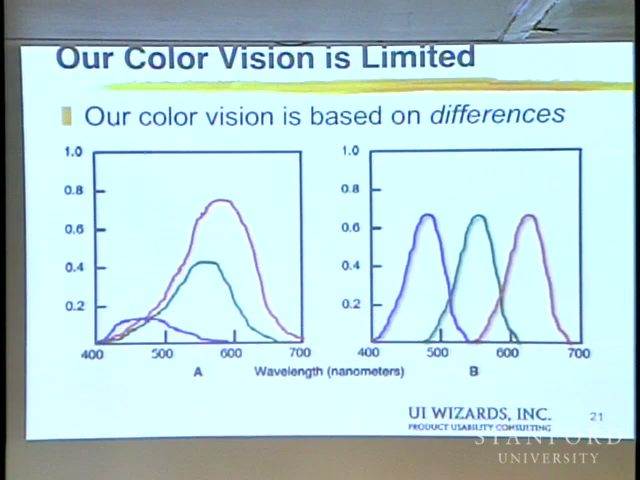 Our Color Vision is Limited
Our color vision is based on differences
1.0
0.8
0.6
0.4
0.2
400
500
600
700
A
1.0
0.8
0.6
0.4
0.2
400
500
600
700
B
Wavelength (nanometers)
UI WIZARDS, INC.
PRODUCT USABILITY CONSULTING
21
STANFORD
UNIVERSITY